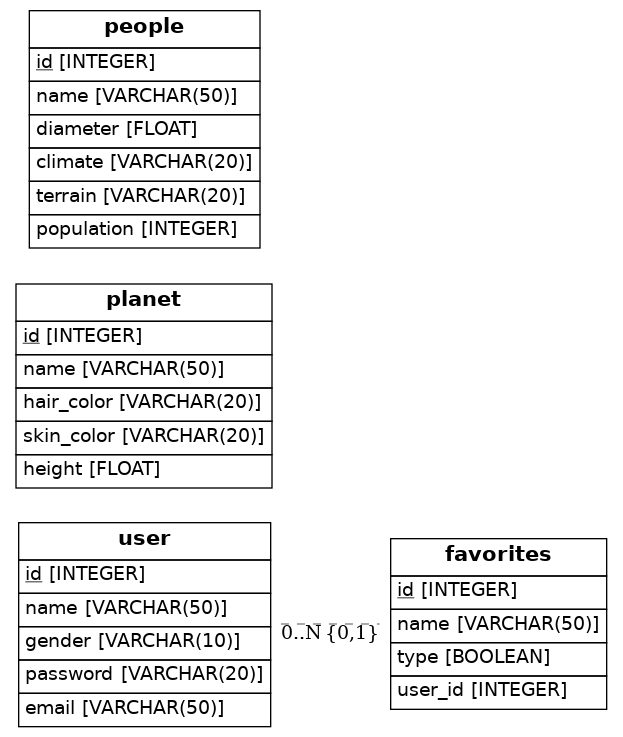 people
id [INTEGER]
name [VARCHAR(50)]
diameter [FLOAT]
climate [VARCHAR(20)]
terrain [VARCHAR(20)]
population [INTEGER]
planet
id [INTEGER]
name [VARCHAR(50)]
hair_color [VARCHAR(20)]
skin_color [VARCHAR(20)]
height [FLOAT]
user
id [INTEGER]
name [VARCHAR(50)]
gender [VARCHAR(10)]
password [VARCHAR(20)]
email [VARCHAR(50)]
0..N {0,1}
favorites
id [INTEGER]
name [VARCHAR(50)]
type [BOOLEAN]
user_id [INTEGER]